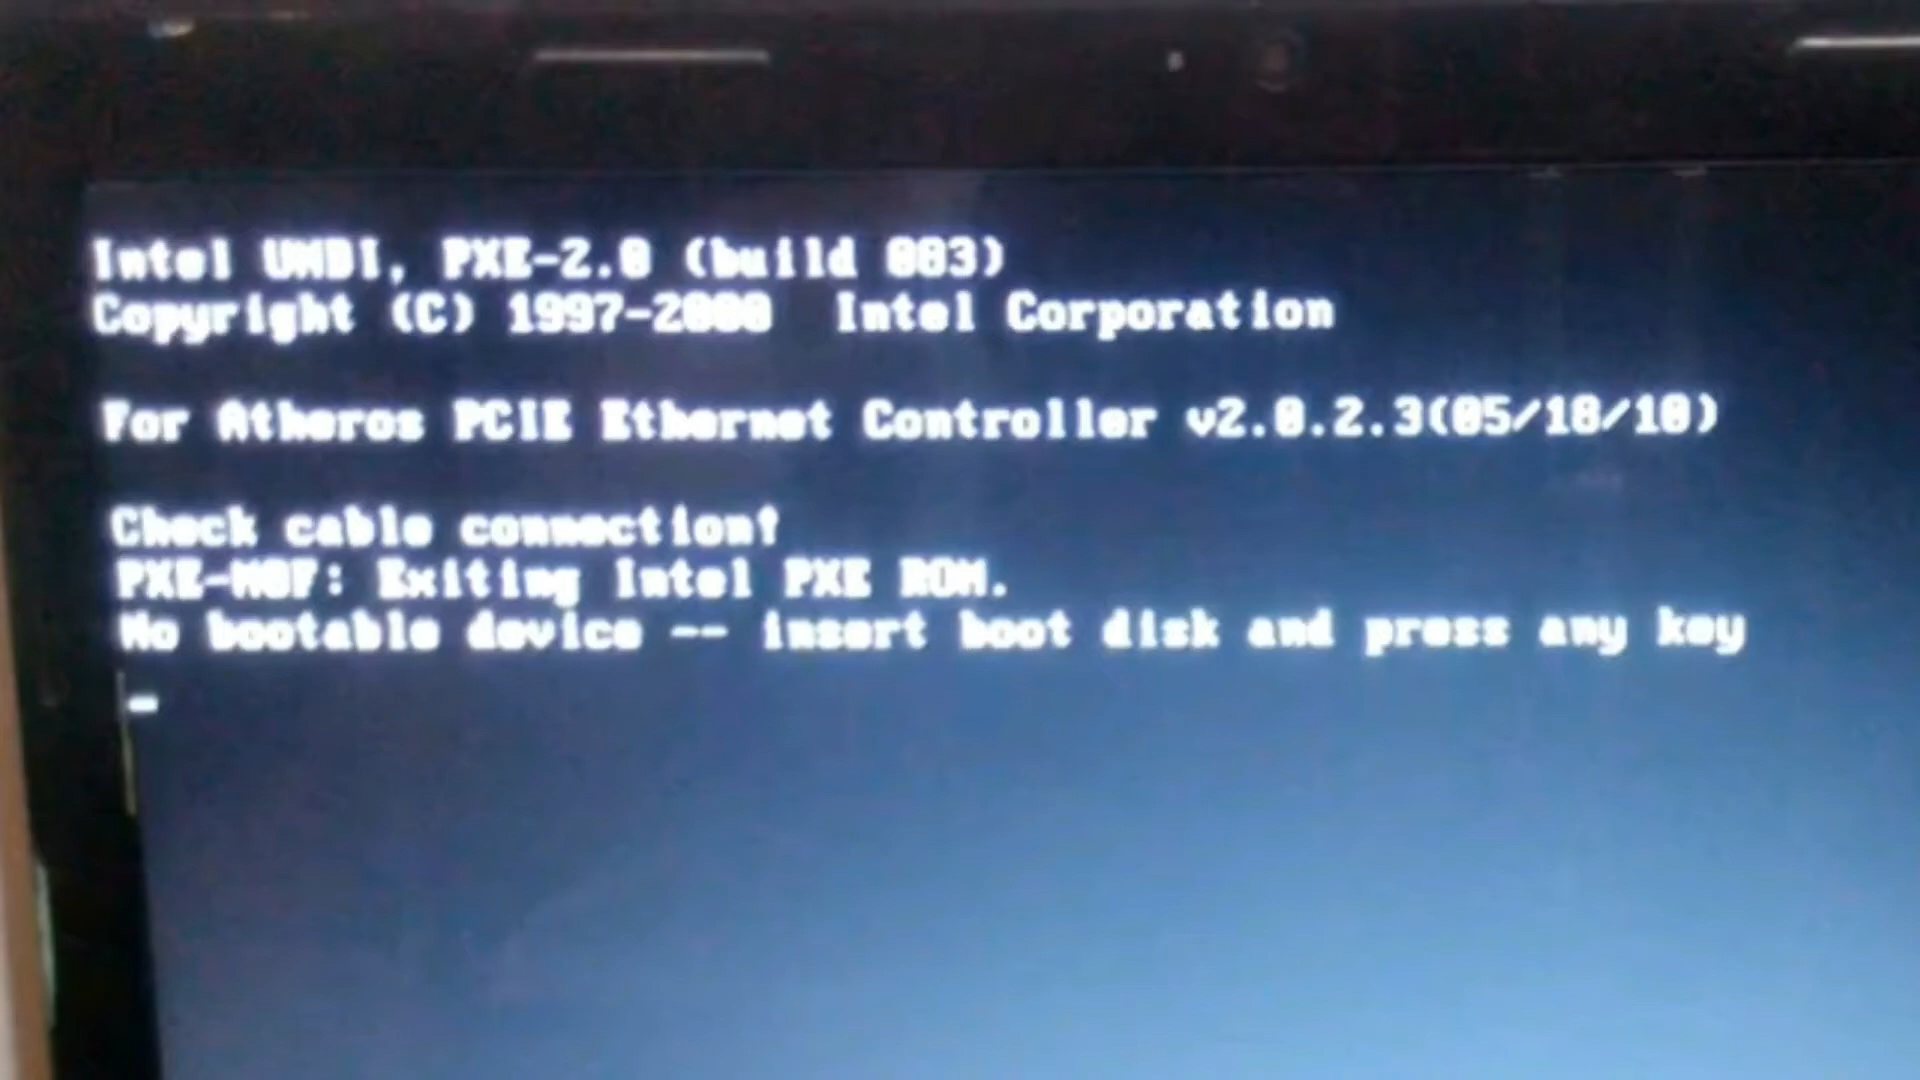 Intel UNDI, PXE-2.0 (build 083)
Copyright (C) 1997-2000  Intel Corporation
For Atheros PCIE Ethernet Controller v2.0.2.3(05/18/10)
Check cable connection!
PXE-M0F: Exiting Intel PXE ROM.
No bootable device -- insert boot disk and press any key